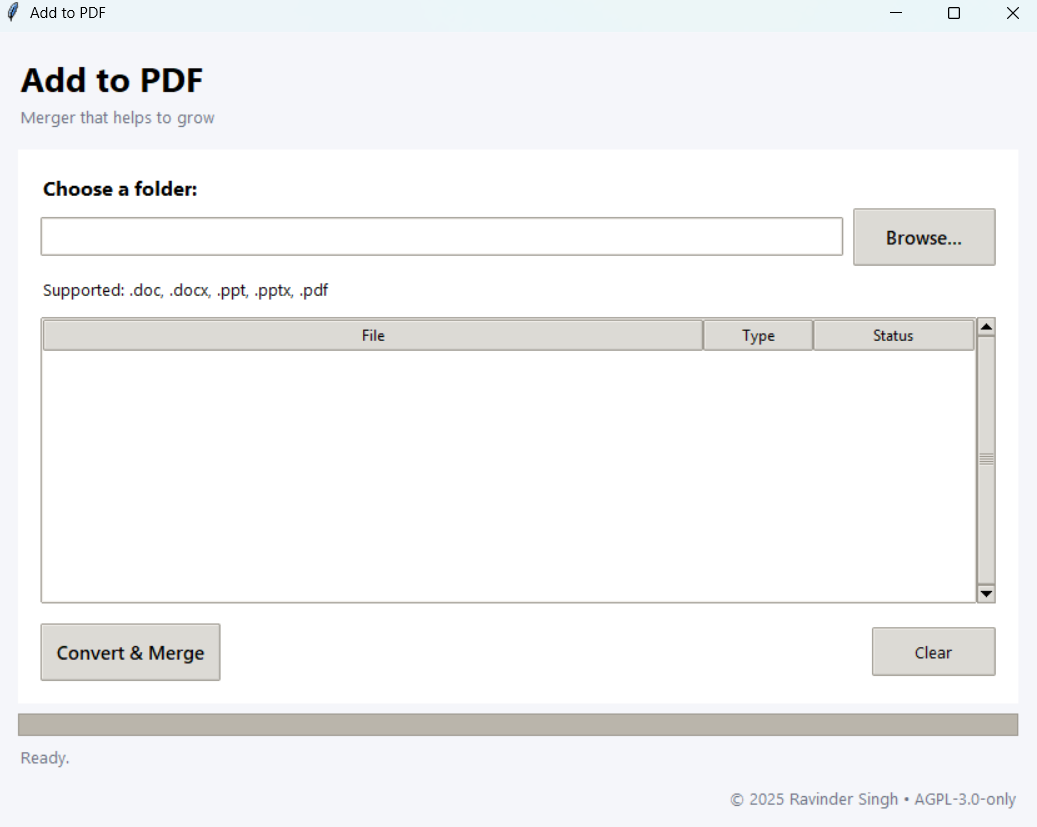 Add to PDF
Add to PDF
Merger that helps to grow
Choose a folder:
Browse...
Supported: .doc, .docx, .ppt, .pptx, .pdf
File Type Status
Convert & Merge Clear
Ready.
© 2025 Ravinder Singh • AGPL-3.0-only